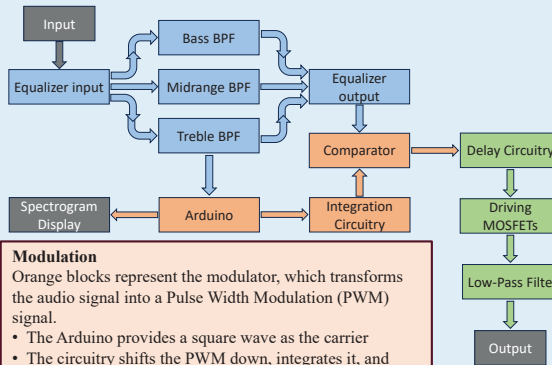 Input
Bass BPF
Equalizer input
Midrange BPF
Equalizer
output
Treble BPF
Comparator
Delay Circuitry
Spectrogram
Display
Arduino
Integration
Circuitry
Driving
MOSFETs
Low-Pass Filter
Output
Modulation
Orange blocks represent the modulator, which transforms
the audio signal into a Pulse Width Modulation (PWM)
signal.
• The Arduino provides a square wave as the carrier
• The circuitry shifts the PWM down, integrates it, and